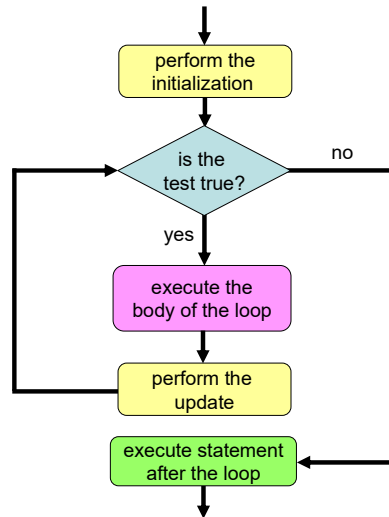 perform the
initialization
is the
test true?
no
yes
execute the
body of the loop
perform the
update
execute statement
after the loop